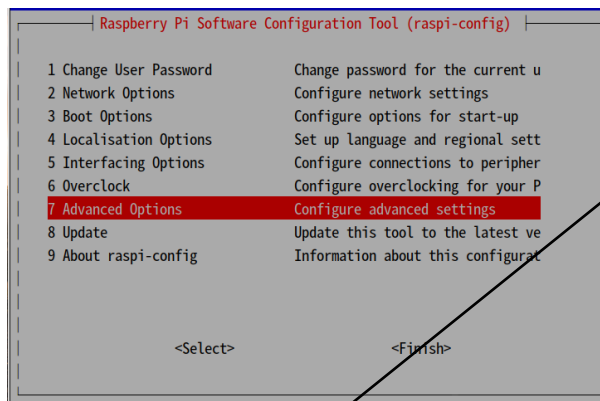 Raspberry Pi Software Configuration Tool (raspi-config)
1 Change User Password Change password for the current u
2 Network Options Configure network settings
3 Boot Options Configure options for start-up
4 Localisation Options Set up language and regional sett
5 Interfacing Options Configure connections to peripher
6 Overclock Configure overclocking for your P
7 Advanced Options Configure advanced settings
8 Update Update this tool to the latest ve
9 About raspi-config Information about this configurat
<Select> <Finish>